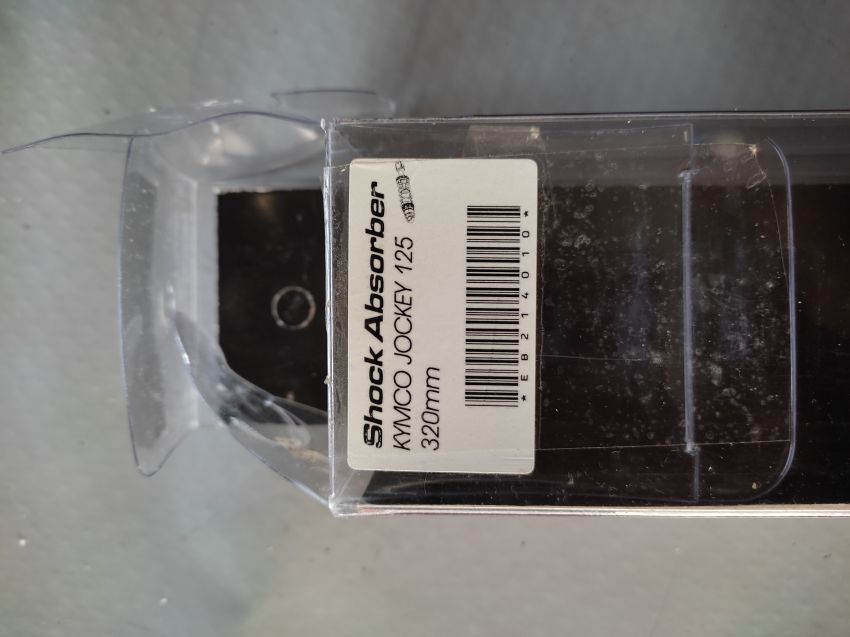 Shock Absorber
KYMCO JOCKEY 125
320mm
*EB214010*